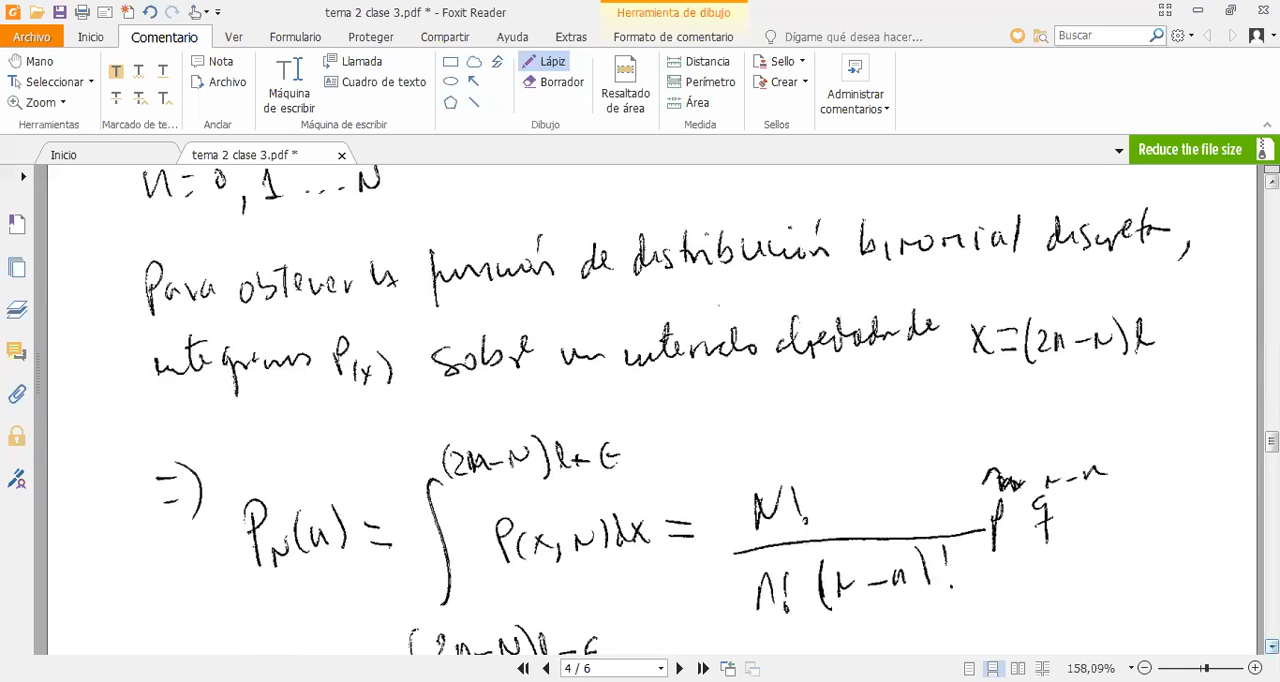 tema 2 clase 3.pdf * - Foxit Reader
Herramienta de dibujo
Archivo Inicio Comentario Ver Formulario Proteger Compartir Ayuda Extras Formato de comentario Dígame qué desea hacer... Buscar
Mano
Seleccionar
Zoom
Herramientas
T T T
T T T
Marcado de te...
Nota
Archivo
Anclar
Máquina de escribir
Llamada
Cuadro de texto
Máquina de escribir
Lápiz
Borrador
Dibujo
Resaltado de área
Distancia
Perímetro
Área
Medida
Sello
Crear
Sellos
Administrar comentarios
Inicio
tema 2 clase 3.pdf *
Reduce the file size
n=0, 1 ... N
Para obtener la función de distribución binomial discreta,
integramos P(x) sobre un intervalo alrededor de x=(2n-N)l
(2n-N)l+ε
=> P_N(n) = ∫ P(x,N)dx = N! / n! (N-n)! p^n q^N-n
(2n-N)l-ε
4 / 6
158,09%